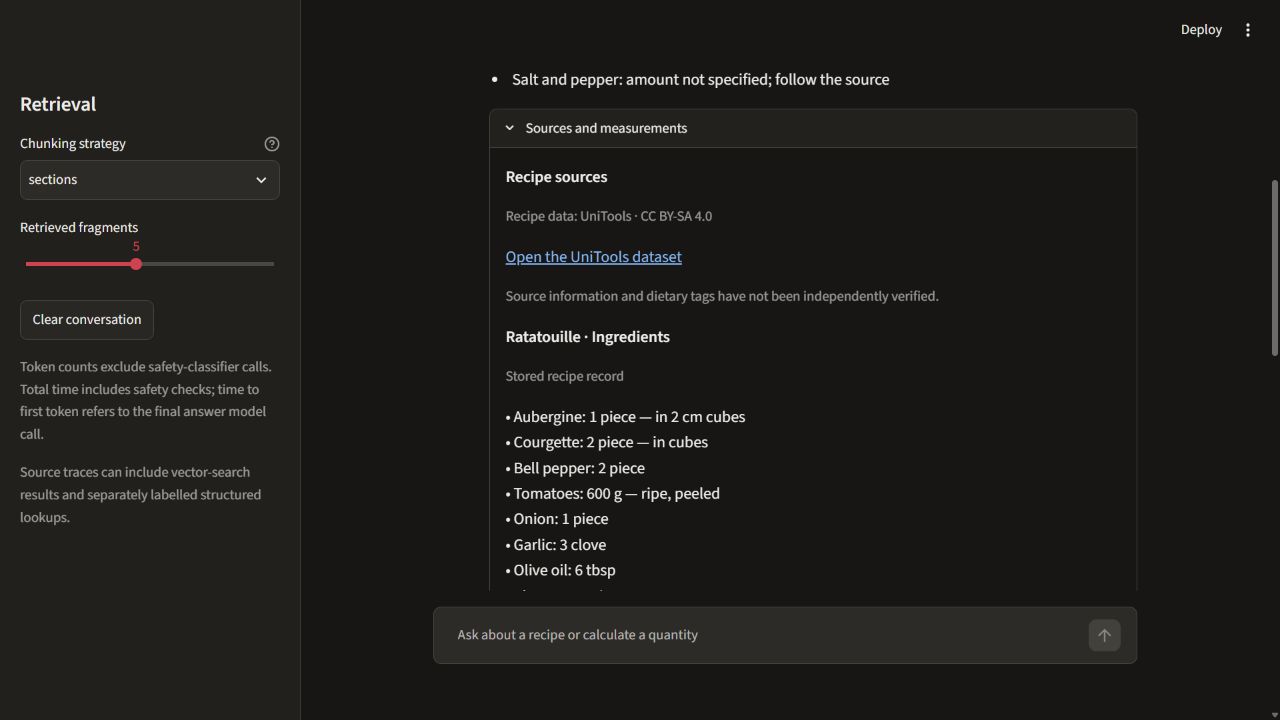 Deploy
Retrieval
Chunking strategy
sections
Retrieved fragments
5
Clear conversation
Token counts exclude safety-classifier calls.
Total time includes safety checks; time to
first token refers to the final answer model
call.
Source traces can include vector-search
results and separately labelled structured
lookups.
• Salt and pepper: amount not specified; follow the source
Sources and measurements
Recipe sources
Recipe data: UniTools · CC BY-SA 4.0
Open the UniTools dataset
Source information and dietary tags have not been independently verified.
Ratatouille · Ingredients
Stored recipe record
• Aubergine: 1 piece — in 2 cm cubes
• Courgette: 2 piece — in cubes
• Bell pepper: 2 piece
• Tomatoes: 600 g — ripe, peeled
• Onion: 1 piece
• Garlic: 3 clove
• Olive oil: 6 tbsp
Ask about a recipe or calculate a quantity